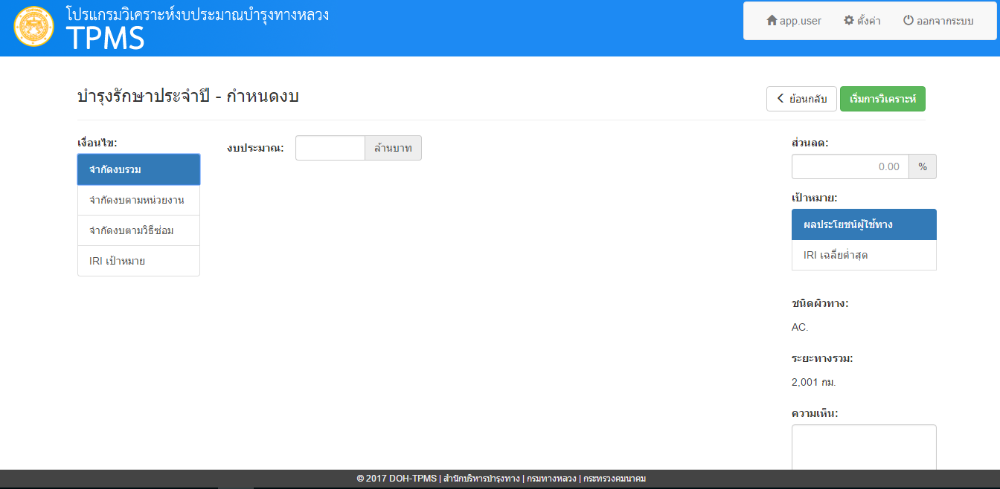 โปรแกรมวิเคราะห์งบประมาณบำรุงทางหลวง
TPMS
app.user
ตั้งค่า
ออกจากระบบ
บำรุงรักษาประจำปี - กำหนดงบ
ย้อนกลับ
เริ่มการวิเคราะห์
เงื่อนไข:
จำกัดงบรวม
จำกัดงบตามหน่วยงาน
จำกัดงบตามวิธีซ่อม
IRI เป้าหมาย
งบประมาณ:
ล้านบาท
ส่วนลด:
0.00 %
เป้าหมาย:
ผลประโยชน์ผู้ใช้ทาง
IRI เฉลี่ยต่ำสุด
ชนิดผิวทาง:
AC.
ระยะทางรวม:
2,001 กม.
ความเห็น:
© 2017 DOH-TPMS | สำนักบริหารบำรุงทาง | กรมทางหลวง | กระทรวงคมนาคม